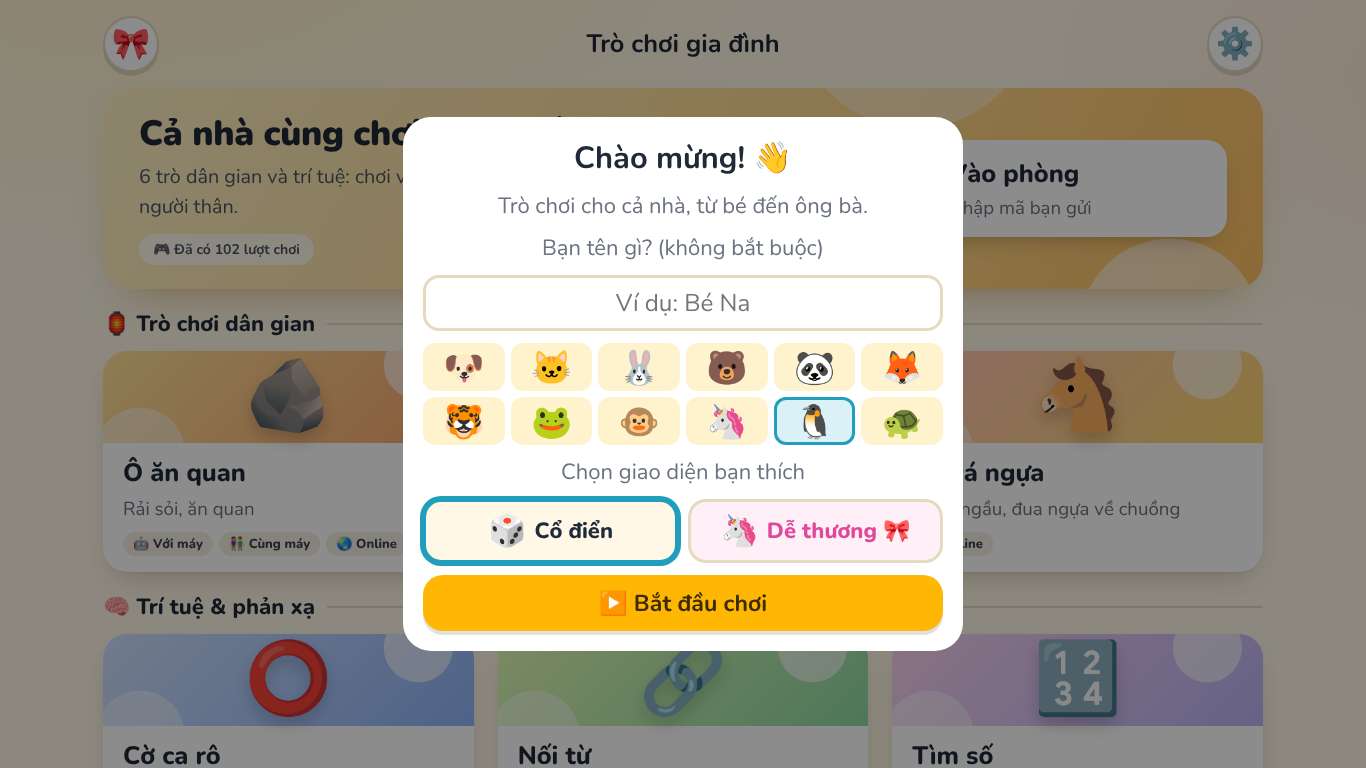 Trò chơi gia đình
Cả nhà cùng
6 trò dân gian và trí tuệ: chơi
người thân.
🎮 Đã có 102 lượt chơi
Vào phòng
mã bạn gửi
Chào mừng! 👋
Trò chơi cho cả nhà, từ bé đến ông bà.
Bạn tên gì? (không bắt buộc)
Ví dụ: Bé Na
Chọn giao diện bạn thích
🎲 Cổ điển
🦄 Dễ thương 🎀
▶️ Bắt đầu chơi
🏮 Trò chơi dân gian
Ô ăn quan
Rải sỏi, ăn quan
🤖 Với máy
👫 Cùng máy
🌏 Online
ngựa
đua ngựa về chuồng
🧠 Trí tuệ & phản xạ
1 2
3 4
Cờ ca rô
Nối từ
Tìm số